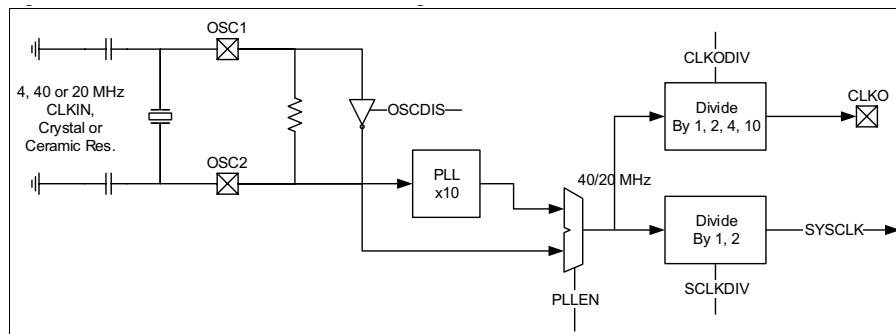 OSC1
4, 40 or 20 MHz
CLKIN,
Crystal or
Ceramic Res.
OSCDIS
OSC2
PLL
x10
40/20 MHz
PLLEN
CLKODIV
Divide
By 1, 2, 4, 10
CLKO
Divide
By 1, 2
SYSCLK
SCLKDIV